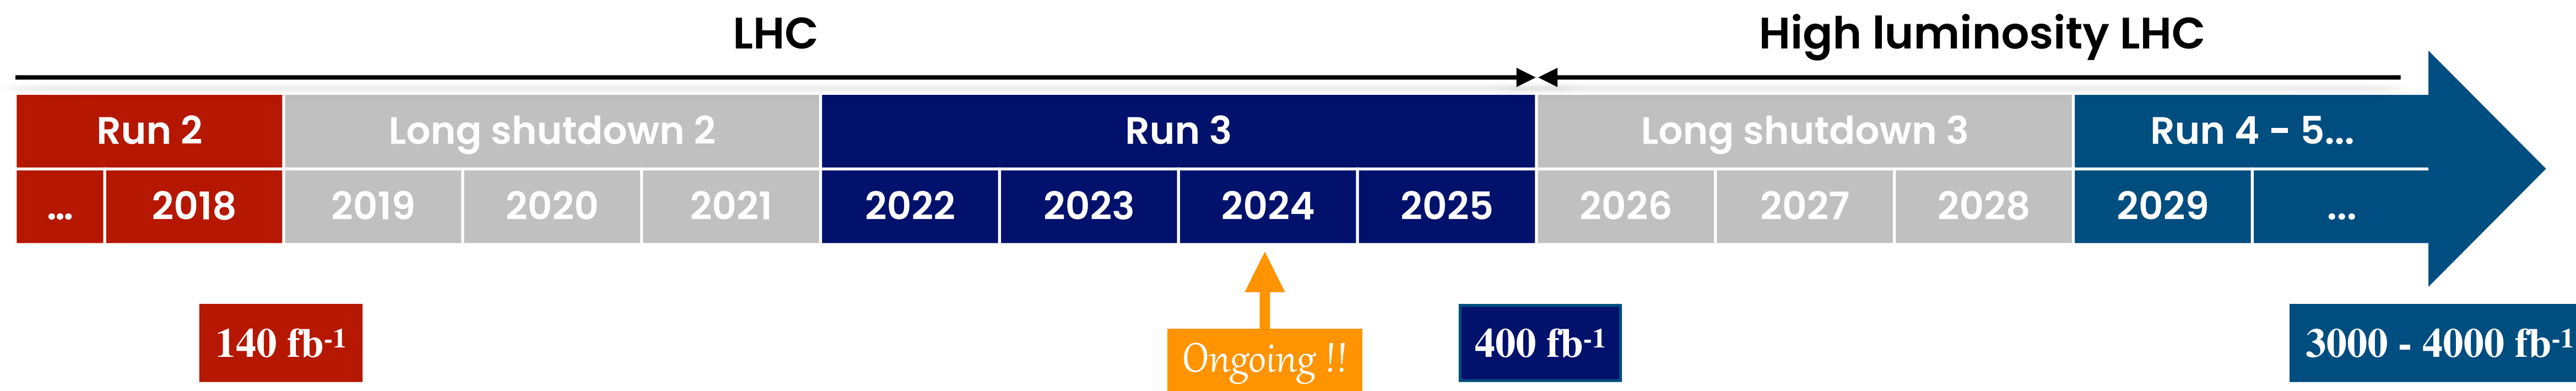 LHC High luminosity LHC
Run 2 Long shutdown 2 Run 3 Long shutdown 3 Run 4 - 5...
... 2018 2019 2020 2021 2022 2023 2024 2025 2026 2027 2028 2029 ...
140 fb-1 Ongoing !! 400 fb-1 3000 - 4000 fb-1